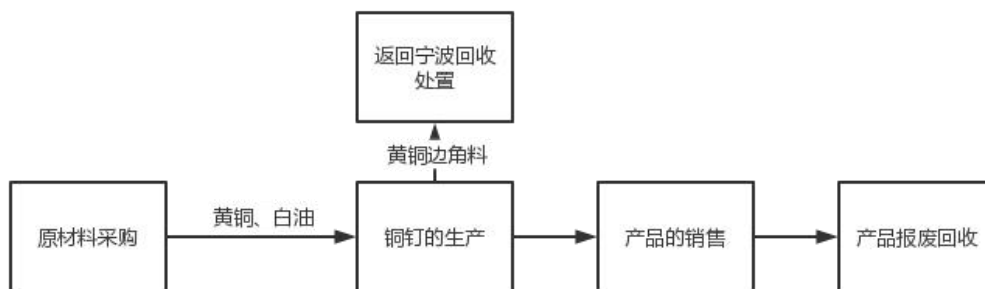 返回宁波回收
处置
黄铜边角料
原材料采购
黄铜、白油
铜钉的生产
产品的销售
产品报废回收